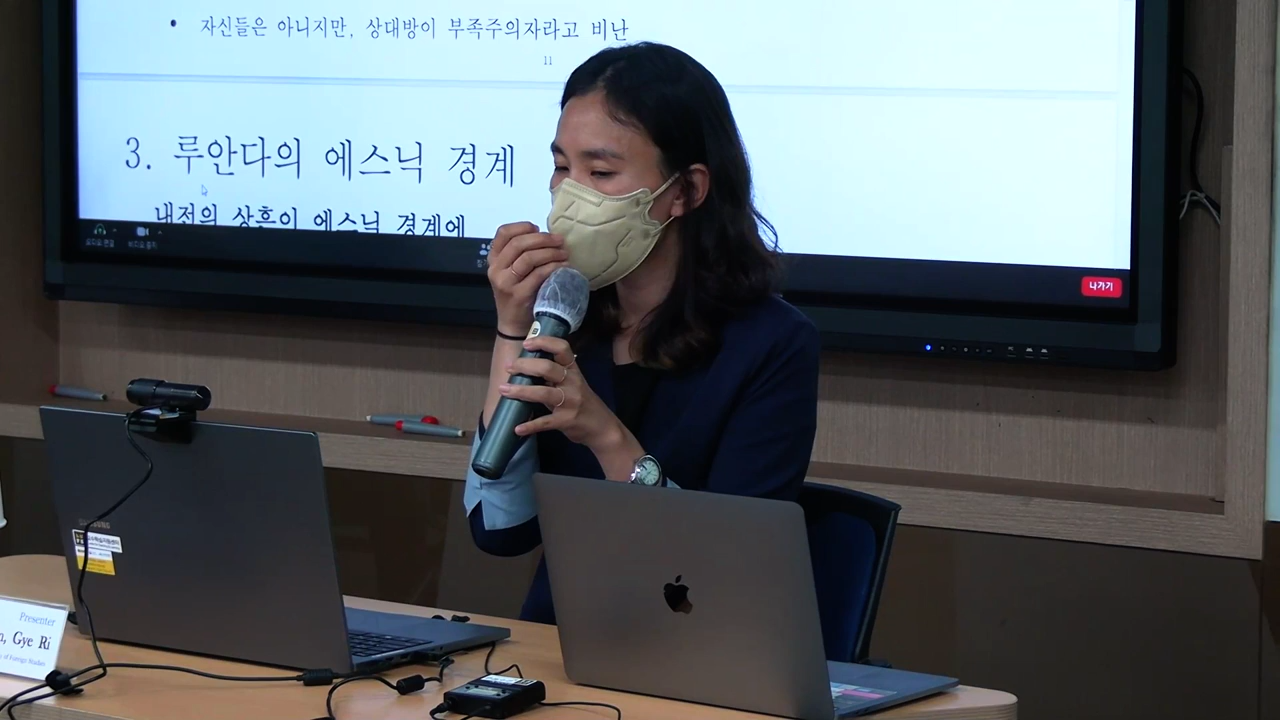 • 자신들은 아니지만, 상대방이 부족주의자라고 비난
11
3. 루안다의 에스닉 경계
내전의 상흔이 에스닉 경계에
나가기
Presenter
, Gye Ri
of Foreign Studies